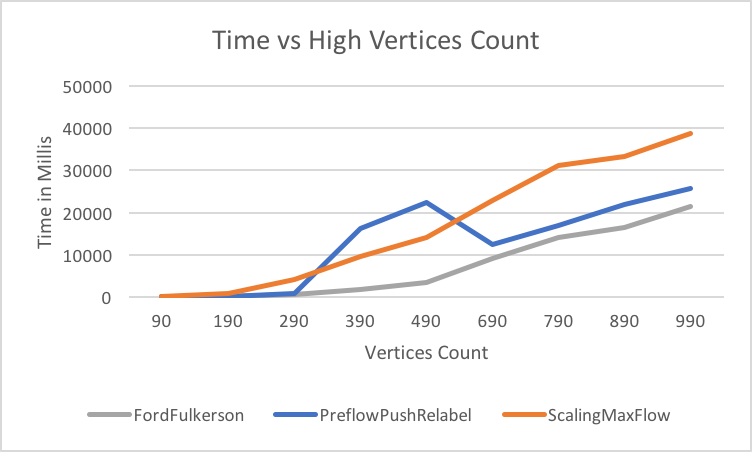 Time vs High Vertices Count
50000
40000
30000
20000
10000
0
Time in Millis
90 190 290 390 490 690 790 890 990
Vertices Count
FordFulkerson PreflowPushRelabel ScalingMaxFlow